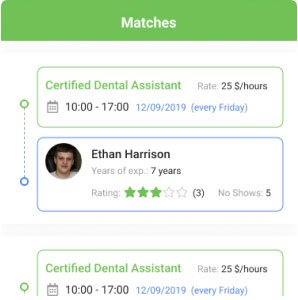 Matches
Certified Dental Assistant Rate: 25 $/hours
10:00 - 17:00 12/09/2019 (every Friday)
Ethan Harrison
Years of exp.: 7 years
Rating: (3) No Shows: 5
Certified Dental Assistant Rate: 25 $/hours
10:00 - 17:00 12/09/2019 (every Friday)